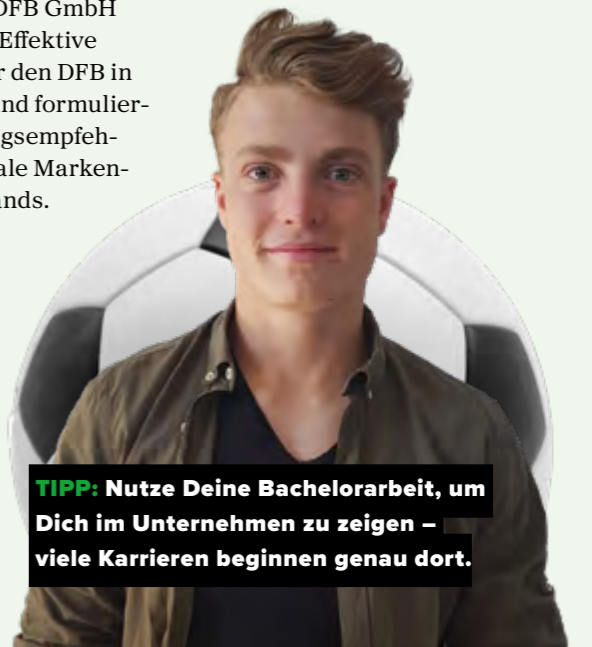 DFB GmbH
Effektive
r den DFB in
nd formulier-
gsempfeh-
ale Marken-
nds.
TIPP: Nutze Deine Bachelorarbeit, um
Dich im Unternehmen zu zeigen –
viele Karrieren beginnen genau dort.